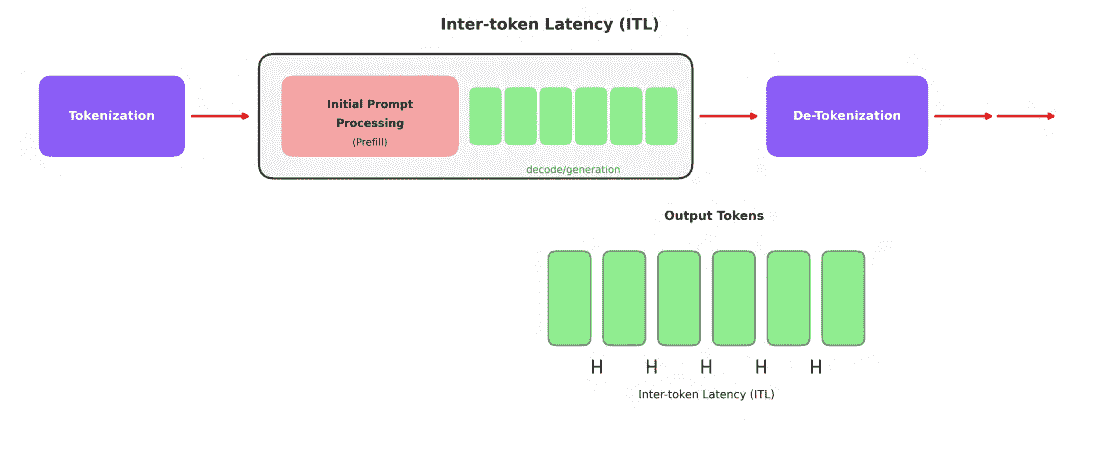 Inter-token Latency (ITL)
Tokenization
Initial Prompt
Processing
(Prefill)
decode/generation
De-Tokenization
Output Tokens
H H H H H
Inter-token Latency (ITL)